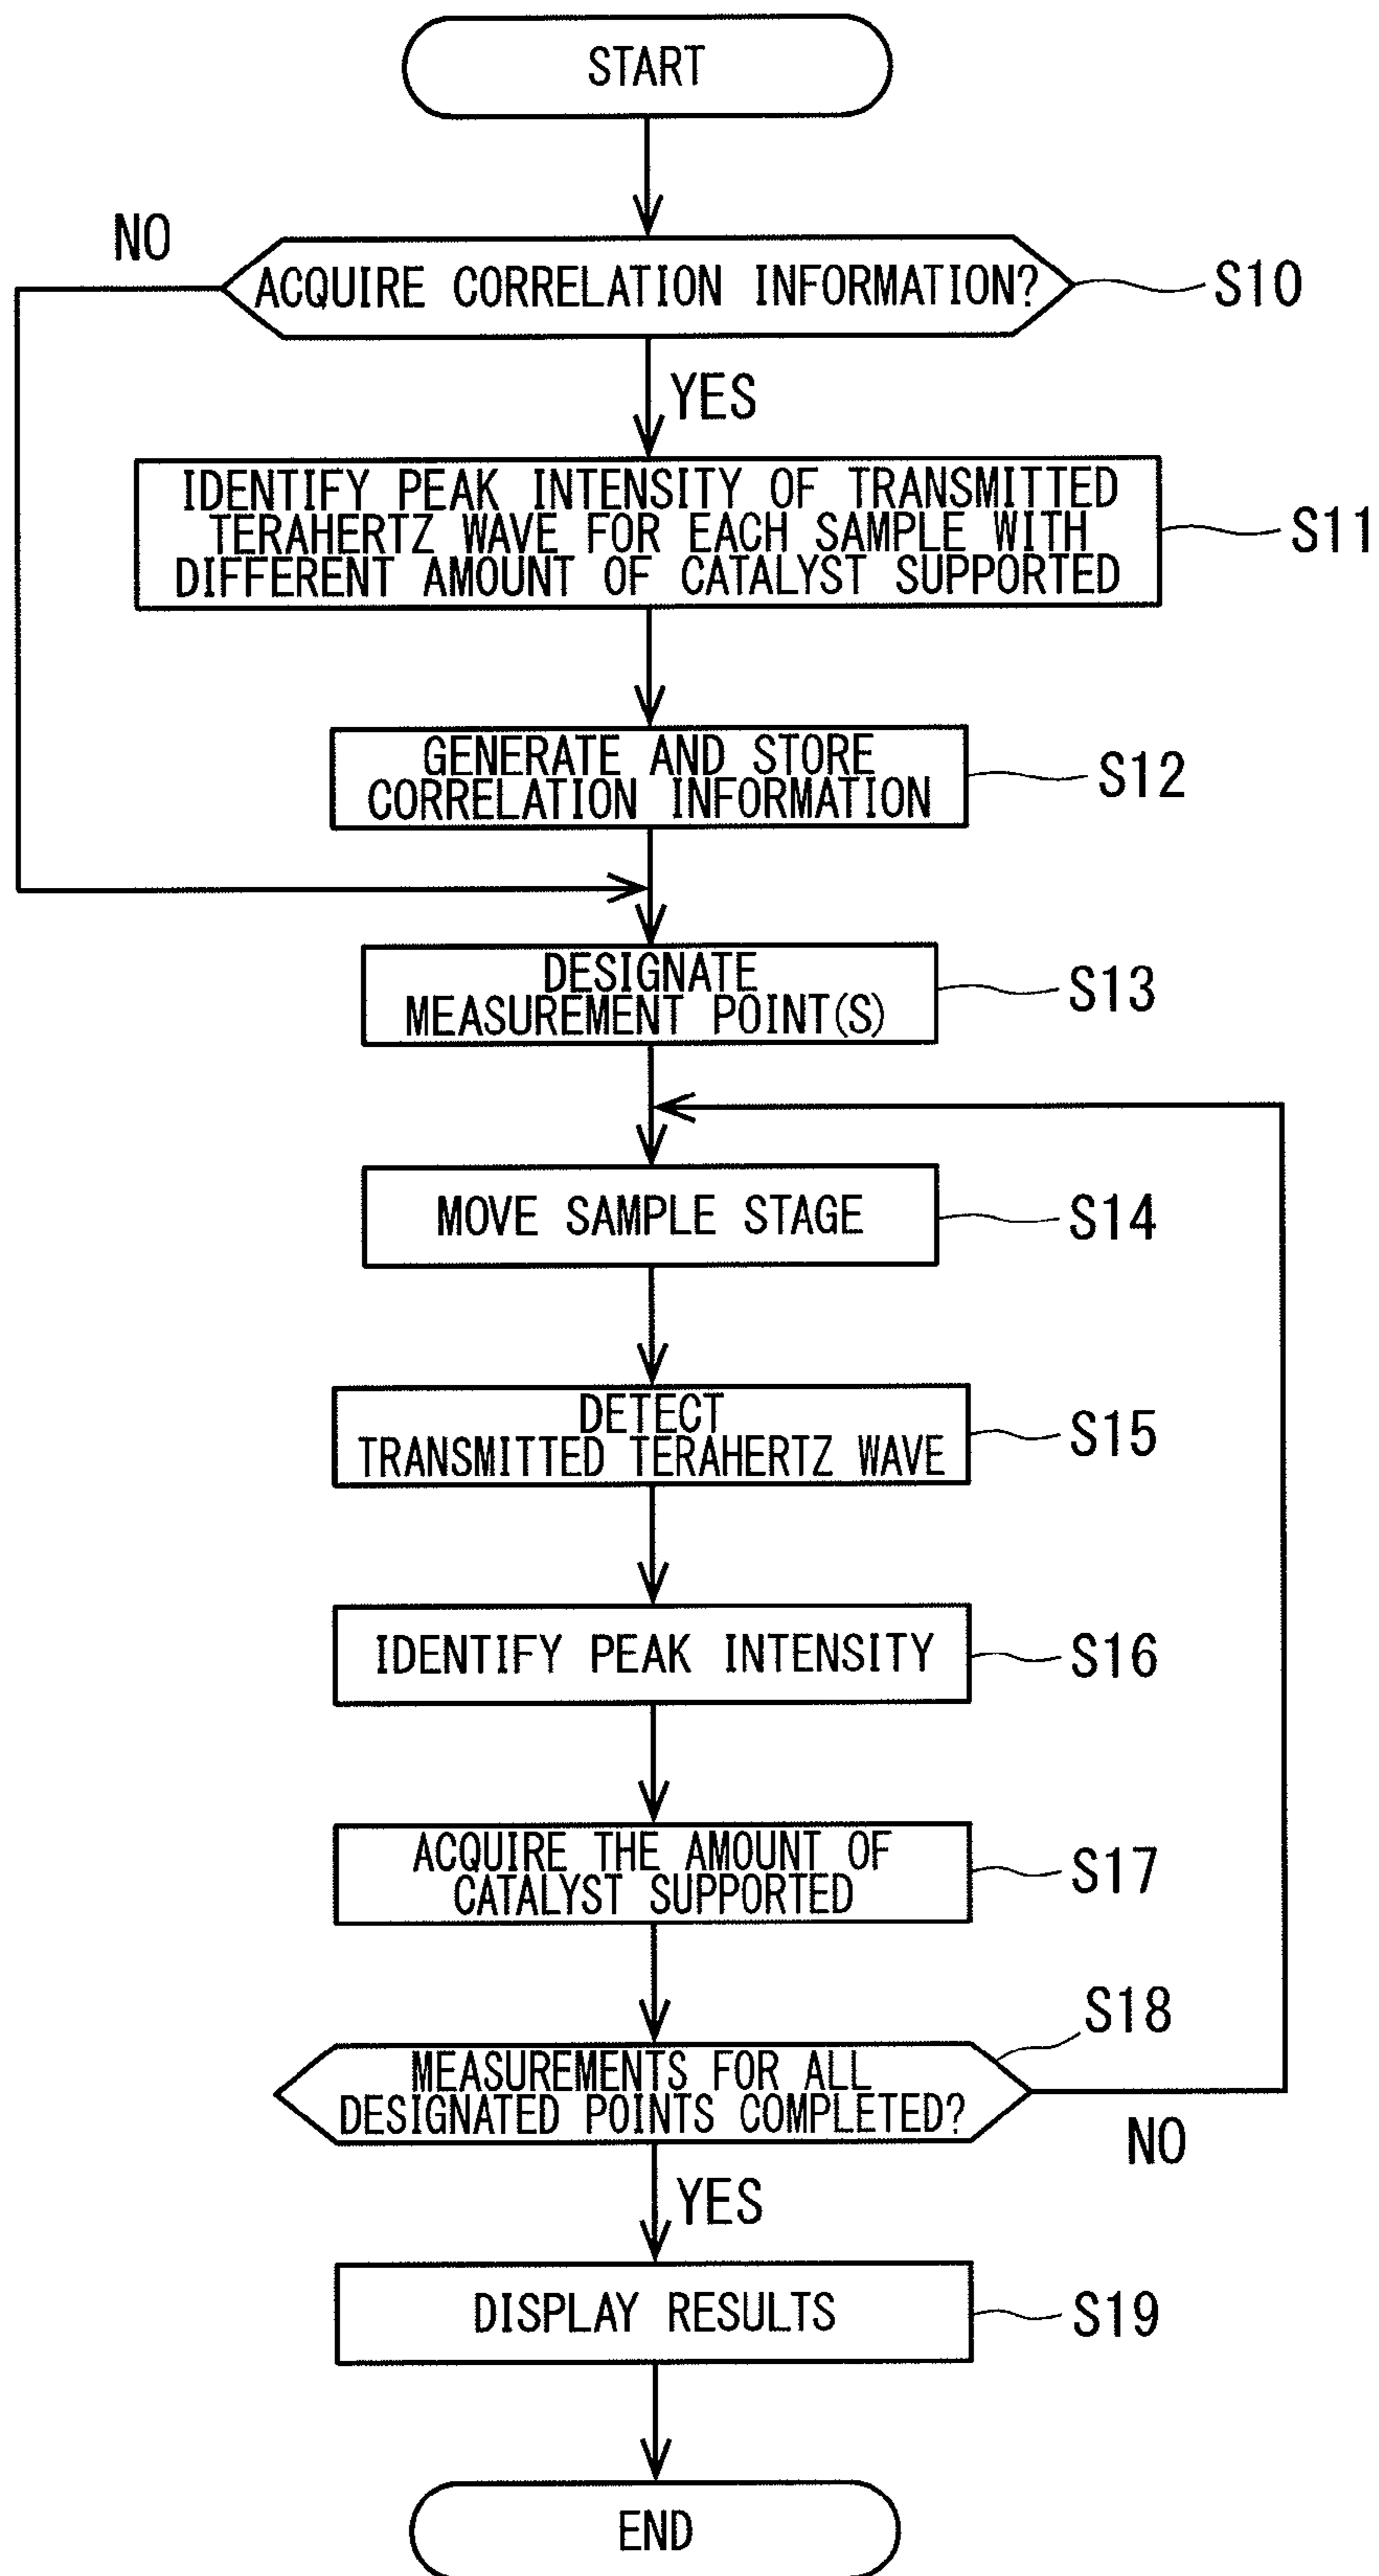 START
NO
ACQUIRE CORRELATION INFORMATION?
S10
YES
IDENTIFY PEAK INTENSITY OF TRANSMITTED
TERAHERTZ WAVE FOR EACH SAMPLE WITH
DIFFERENT AMOUNT OF CATALYST SUPPORTED
S11
GENERATE AND STORE
CORRELATION INFORMATION
S12
DESIGNATE
MEASUREMENT POINT(S)
S13
MOVE SAMPLE STAGE
S14
DETECT
TRANSMITTED TERAHERTZ WAVE
S15
IDENTIFY PEAK INTENSITY
S16
ACQUIRE THE AMOUNT OF
CATALYST SUPPORTED
S17
S18
MEASUREMENTS FOR ALL
DESIGNATED POINTS COMPLETED?
NO
YES
DISPLAY RESULTS
S19
END